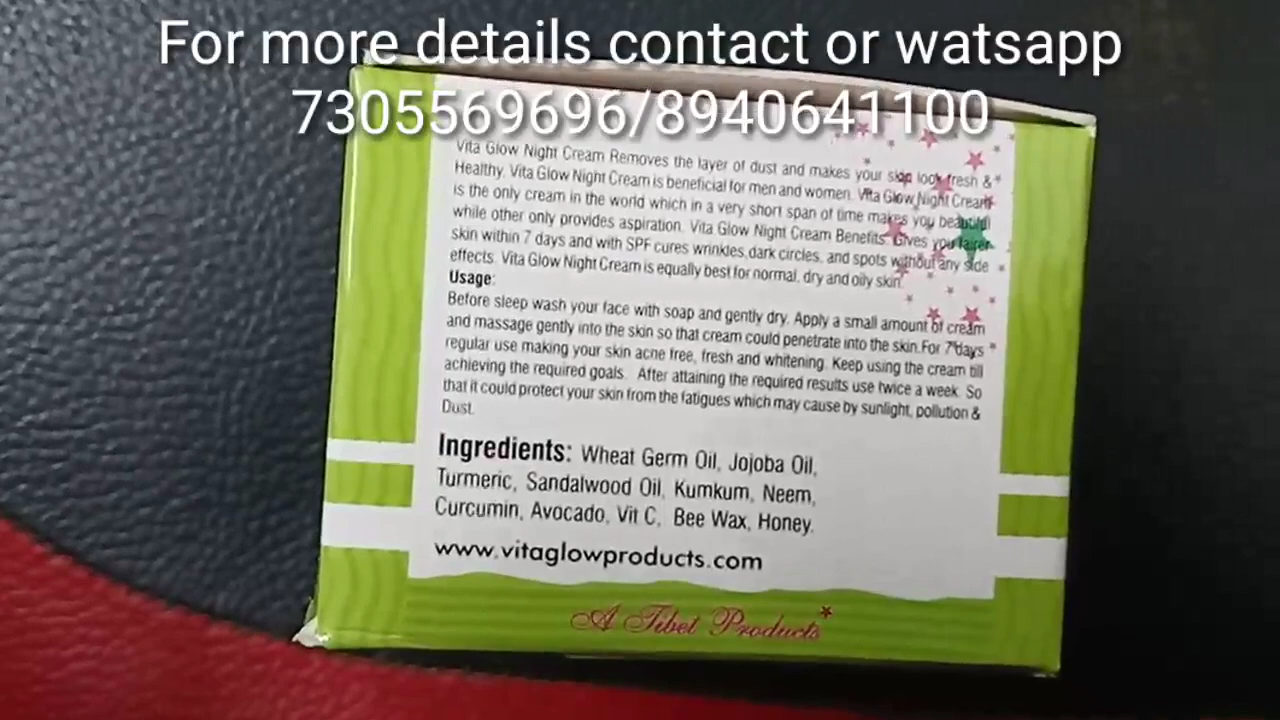 For more details contact or watsapp
7305569696/8940641100
Vita Glow Night Cream Removes the layer of dust and makes your skin look fresh &
Healthy. Vita Glow Night Cream is beneficial for men and women. Vita Glow Night Cream
is the only cream in the world which in a very short span of time makes you beautiful
while other only provides aspiration. Vita Glow Night Cream Benefits: Gives you fairer
skin within 7 days and with SPF cures wrinkles,dark circles, and spots without any side
effects. Vita Glow Night Cream is equally best for normal, dry and oily skin.
Usage:
Before sleep wash your face with soap and gently dry. Apply a small amount of cream
and massage gently into the skin so that cream could penetrate into the skin.For 7 days
regular use making your skin acne free, fresh and whitening. Keep using the cream till
achieving the required goals. After attaining the required results use twice a week. So
that it could protect your skin from the fatigues which may cause by sunlight, pollution &
Dust.
Ingredients: Wheat Germ Oil, Jojoba Oil,
Turmeric, Sandalwood Oil, Kumkum, Neem,
Curcumin, Avocado, Vit C, Bee Wax, Honey.
www.vitaglowproducts.com
A Tibet Products